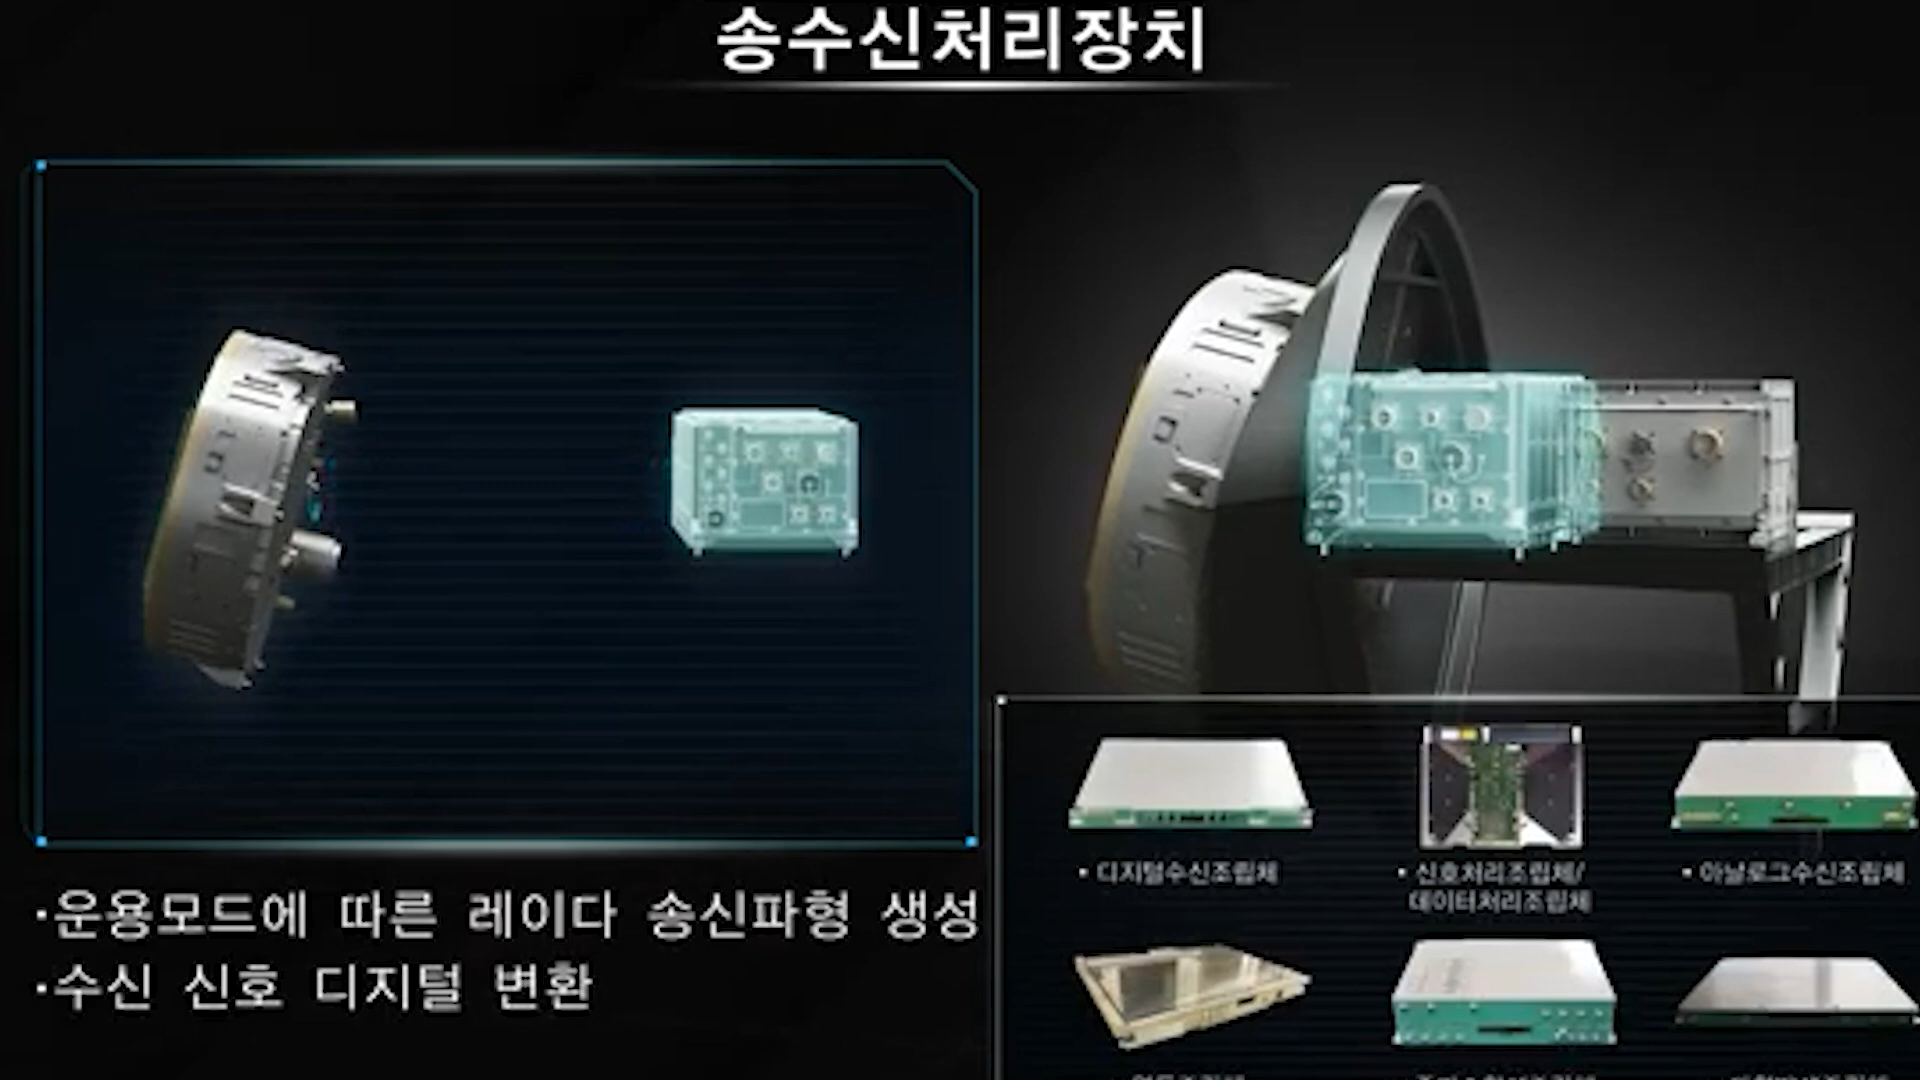 송수신처리장치
·운용모드에 따른 레이다 송신파형 생성
·수신 신호 디지털 변환
· 디지털수신조립체
· 신호처리조립체/
데이터처리조립체
· 아날로그수신조립체